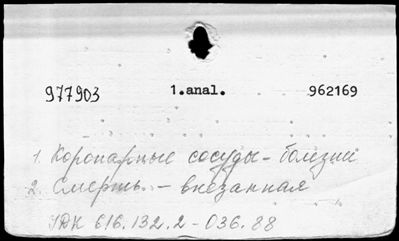 977903 1.anal. 962169
1. Коронарные сосуды - болезни
2. Смерть. - внезапная
УДК 616.132.2-036.88